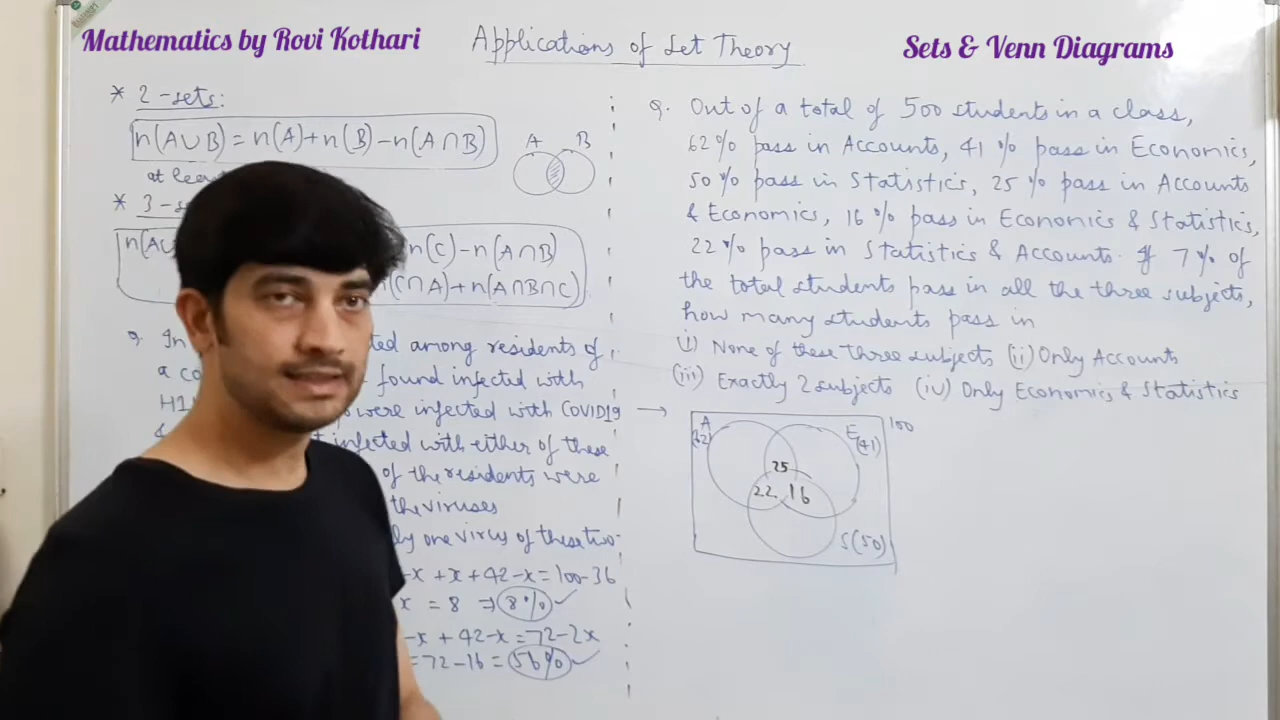 Mathematics by Rovi Kothari
Applications of Set Theory
Sets & Venn Diagrams
* 2-sets:
n(A∪B) = n(A)+n(B)-n(A∩B)
A B
at least
* 3-s
n(A∪
n(C)-n(A∩B)
(C∩A)+n(A∩B∩C)
Q. In
ted among residents of
a co
found infected with
H1
were infected with COVID19
&
infected with either of these
of the residents were
the viruses
ly one virus of these two.
-x + x + 42-x = 100-36
x = 8 → 8%
-x + 42-x = 72-2x
= 72-16 = 56%
Q. Out of a total of 500 students in a class,
62% pass in Accounts, 41 % pass in Economics,
50% pass in Statistics, 25 % pass in Accounts
& Economics, 16 % pass in Economics & Statistics,
22 % pass in Statistics & Accounts. If 7% of
the total students pass in all the three subjects,
how many students pass in
(i) None of these three subjects (ii) Only Accounts
(iii) Exactly 2 subjects (iv) Only Economics & Statistics
A
(62)
E
(41)
100
25
22 16
S(50)